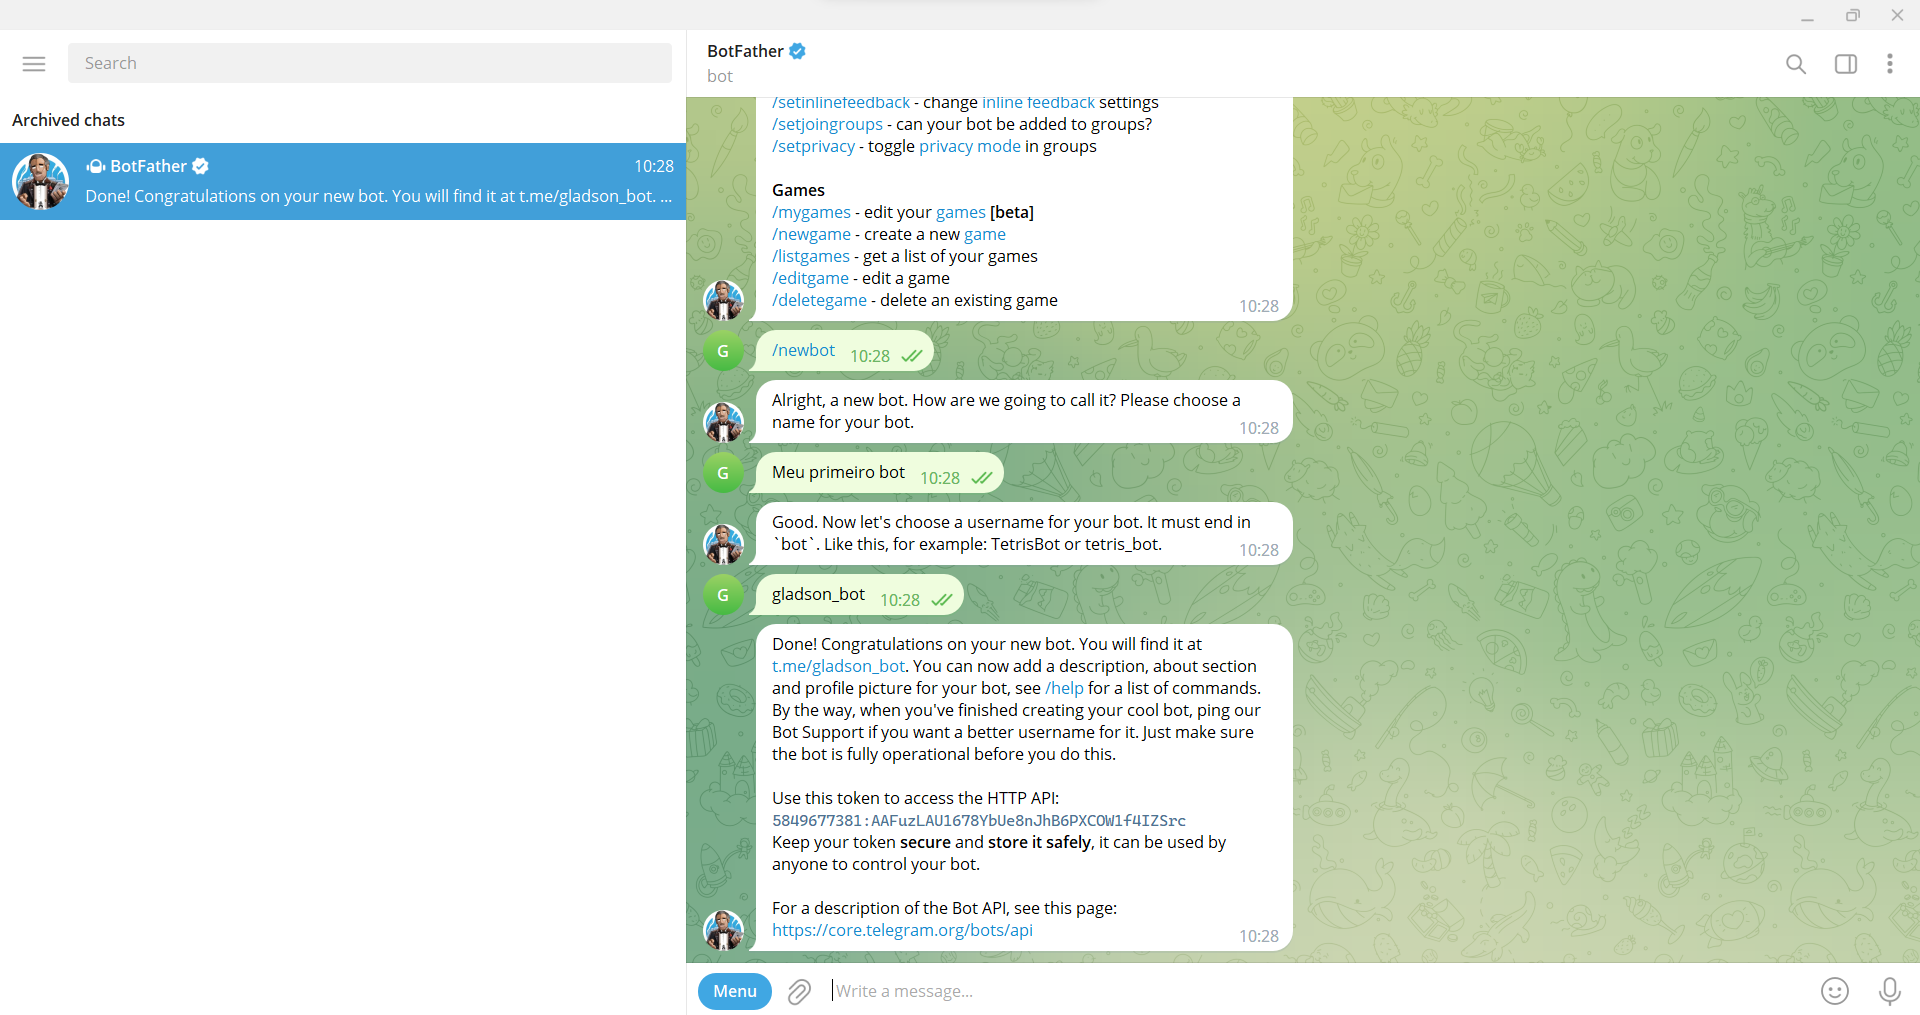 Search
Archived chats
BotFather
10:28
Done! Congratulations on your new bot. You will find it at t.me/gladson_bot. ...
BotFather
bot
/setinlinefeedback - change inline feedback settings
/setjoingroups - can your bot be added to groups?
/setprivacy - toggle privacy mode in groups
Games
/mygames - edit your games [beta]
/newgame - create a new game
/listgames - get a list of your games
/editgame - edit a game
/deletegame - delete an existing game
10:28
G
/newbot 10:28
Alright, a new bot. How are we going to call it? Please choose a
name for your bot.
10:28
G
Meu primeiro bot 10:28
Good. Now let's choose a username for your bot. It must end in
`bot`. Like this, for example: TetrisBot or tetris_bot.
10:28
G
gladson_bot 10:28
Done! Congratulations on your new bot. You will find it at
t.me/gladson_bot. You can now add a description, about section
and profile picture for your bot, see /help for a list of commands.
By the way, when you've finished creating your cool bot, ping our
Bot Support if you want a better username for it. Just make sure
the bot is fully operational before you do this.
Use this token to access the HTTP API:
5849677381:AAFuzLAU1678YbUe8nJhB6PXCOW1f4IZSrc
Keep your token secure and store it safely, it can be used by
anyone to control your bot.
For a description of the Bot API, see this page:
https://core.telegram.org/bots/api
10:28
Menu
Write a message...